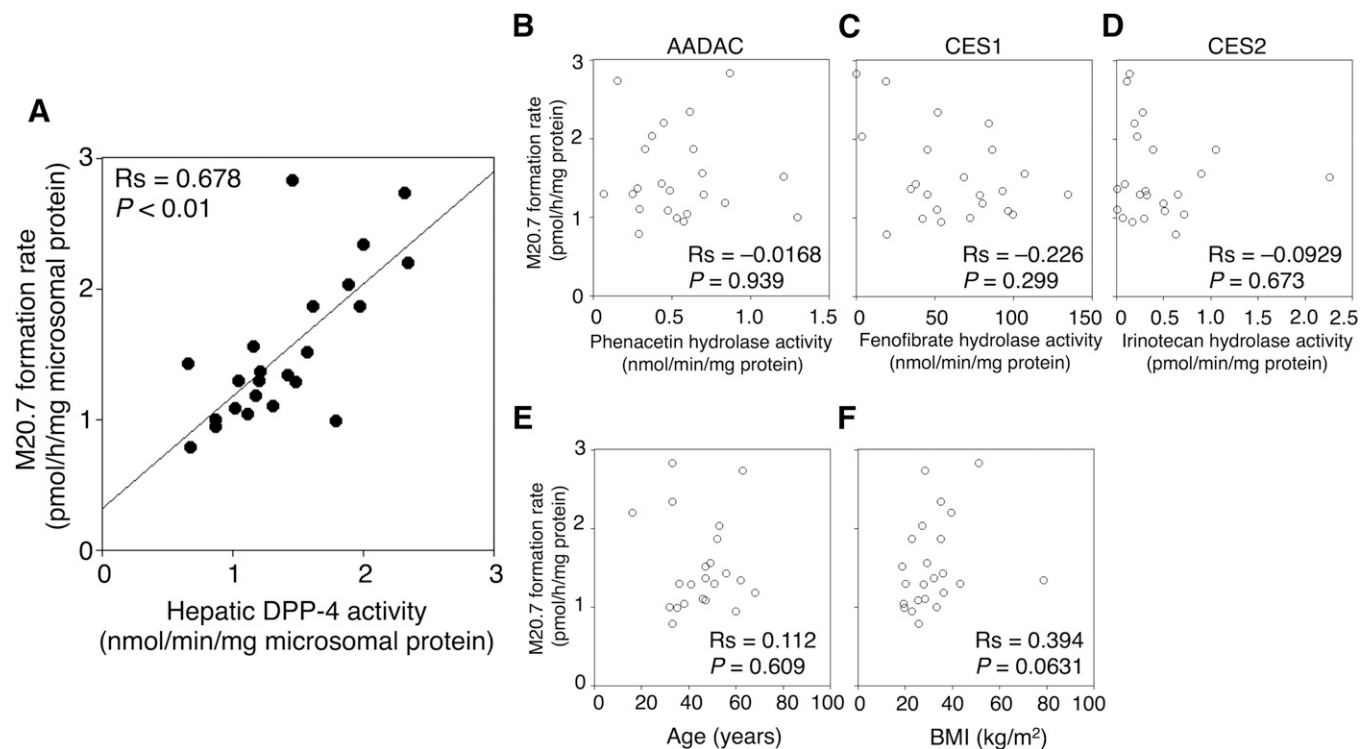 A
M20.7 formation rate
(pmol/h/mg microsomal protein)
3
2
1
0
Rs = 0.678
P < 0.01
0 1 2 3
Hepatic DPP-4 activity
(nmol/min/mg microsomal protein)
B
AADAC
M20.7 formation rate
(pmol/h/mg protein)
3
2
1
0
Rs = –0.0168
P = 0.939
0 0.5 1.0 1.5
Phenacetin hydrolase activity
(nmol/min/mg protein)
C
CES1
Rs = –0.226
P = 0.299
0 50 100 150
Fenofibrate hydrolase activity
(nmol/min/mg protein)
D
CES2
Rs = –0.0929
P = 0.673
0 0.5 1.0 1.5 2.0 2.5
Irinotecan hydrolase activity
(pmol/min/mg protein)
E
M20.7 formation rate
(pmol/h/mg protein)
3
2
1
0
Rs = 0.112
P = 0.609
0 20 40 60 80 100
Age (years)
F
Rs = 0.394
P = 0.0631
0 20 40 60 80 100
BMI (kg/m²)